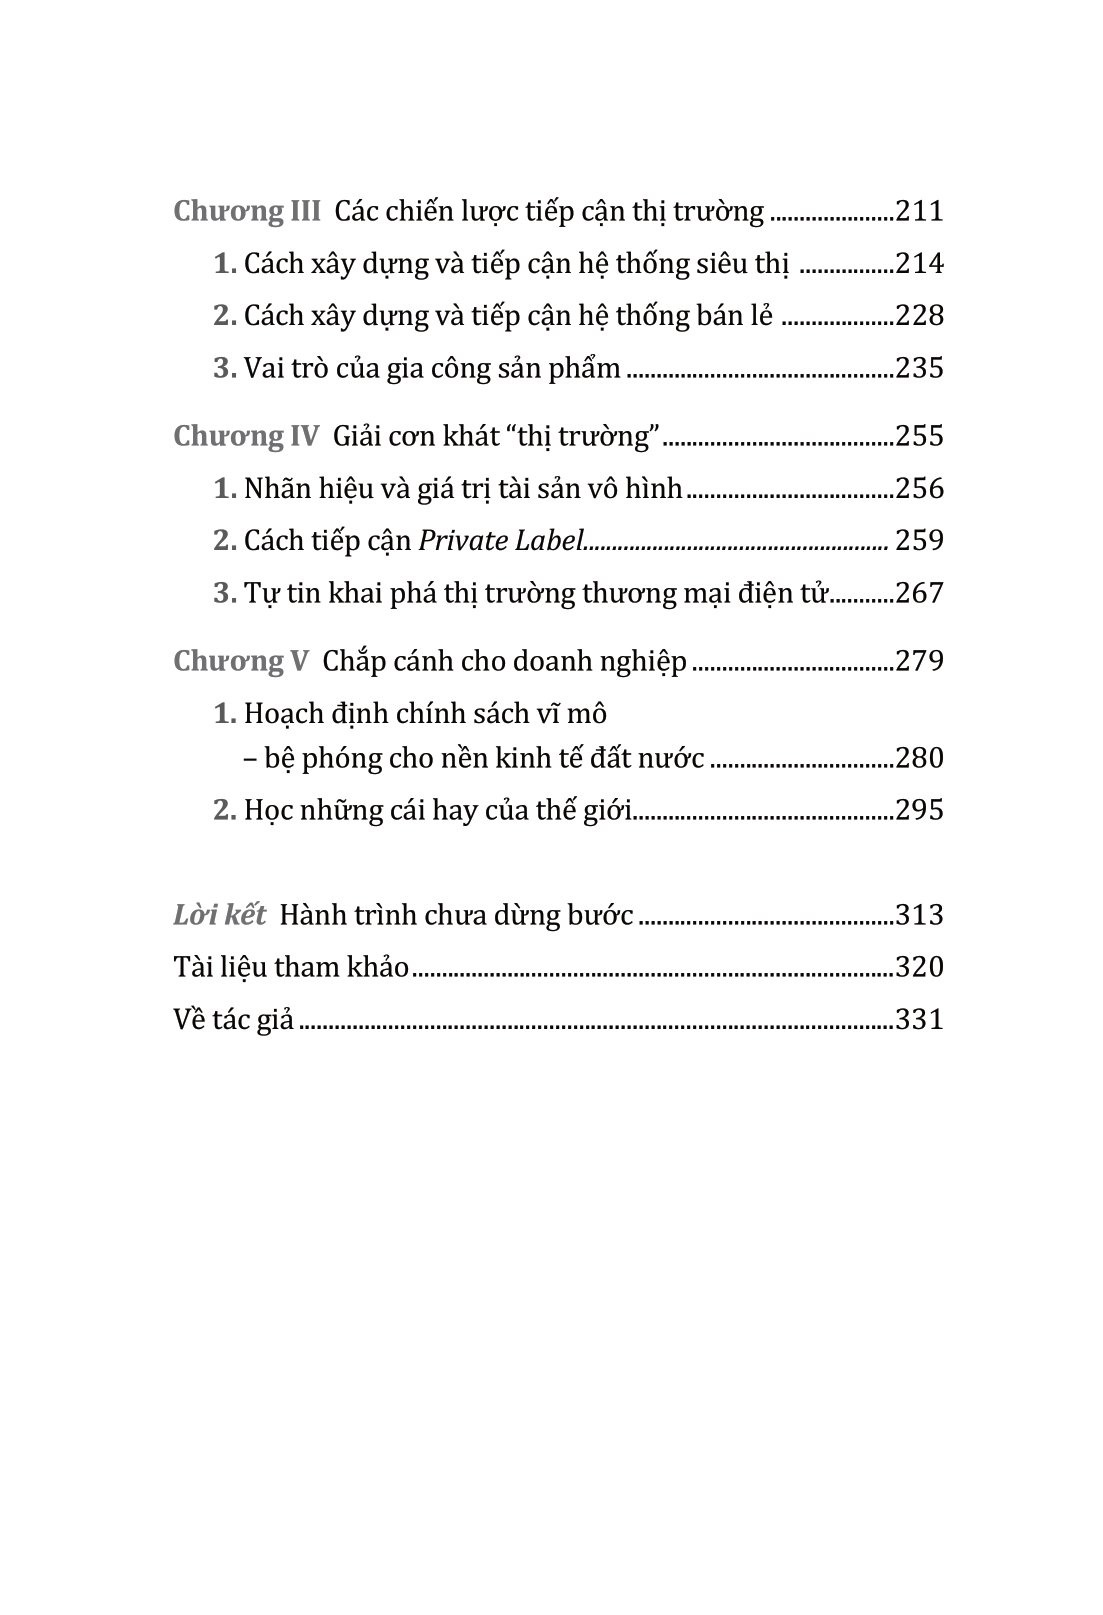 Chương III Các chiến lược tiếp cận thị trường .....................211
1. Cách xây dựng và tiếp cận hệ thống siêu thị ................214
2. Cách xây dựng và tiếp cận hệ thống bán lẻ ...................228
3. Vai trò của gia công sản phẩm .............................................235
Chương IV Giải cơn khát “thị trường”.......................................255
1. Nhãn hiệu và giá trị tài sản vô hình...................................256
2. Cách tiếp cận Private Label................................................... 259
3. Tự tin khai phá thị trường thương mại điện tử...........267
Chương V Chắp cánh cho doanh nghiệp ..................................279
1. Hoạch định chính sách vĩ mô
– bệ phóng cho nền kinh tế đất nước ...............................280
2. Học những cái hay của thế giới............................................295
Lời kết Hành trình chưa dừng bước ...........................................313
Tài liệu tham khảo.................................................................................320
Về tác giả ....................................................................................................331